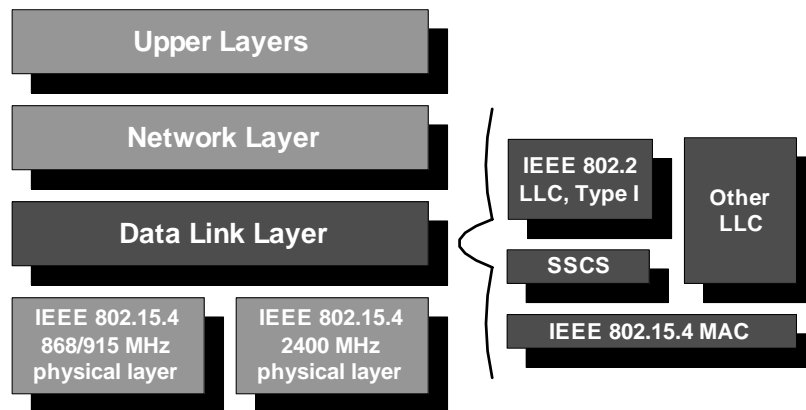 Upper Layers
Network Layer
Data Link Layer
IEEE 802.15.4
868/915 MHz
physical layer
IEEE 802.15.4
2400 MHz
physical layer
IEEE 802.2
LLC, Type I
Other
LLC
SSCS
IEEE 802.15.4 MAC